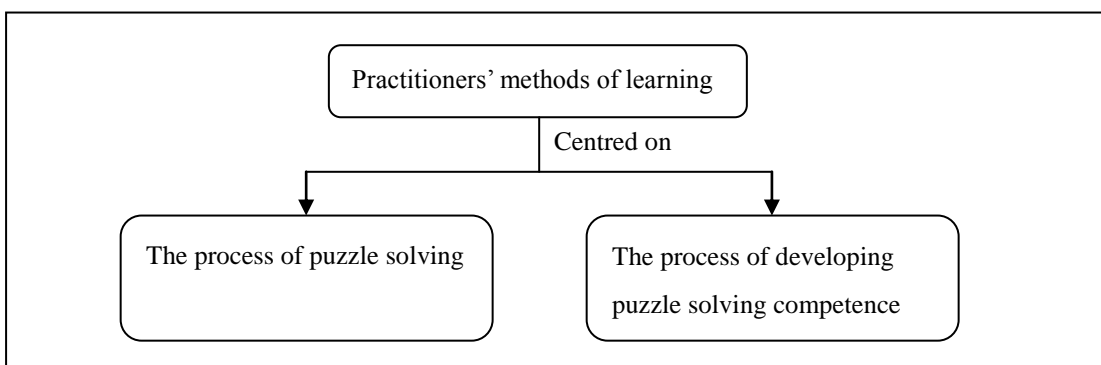 Practitioners’ methods of learning
Centred on
The process of puzzle solving
The process of developing
puzzle solving competence